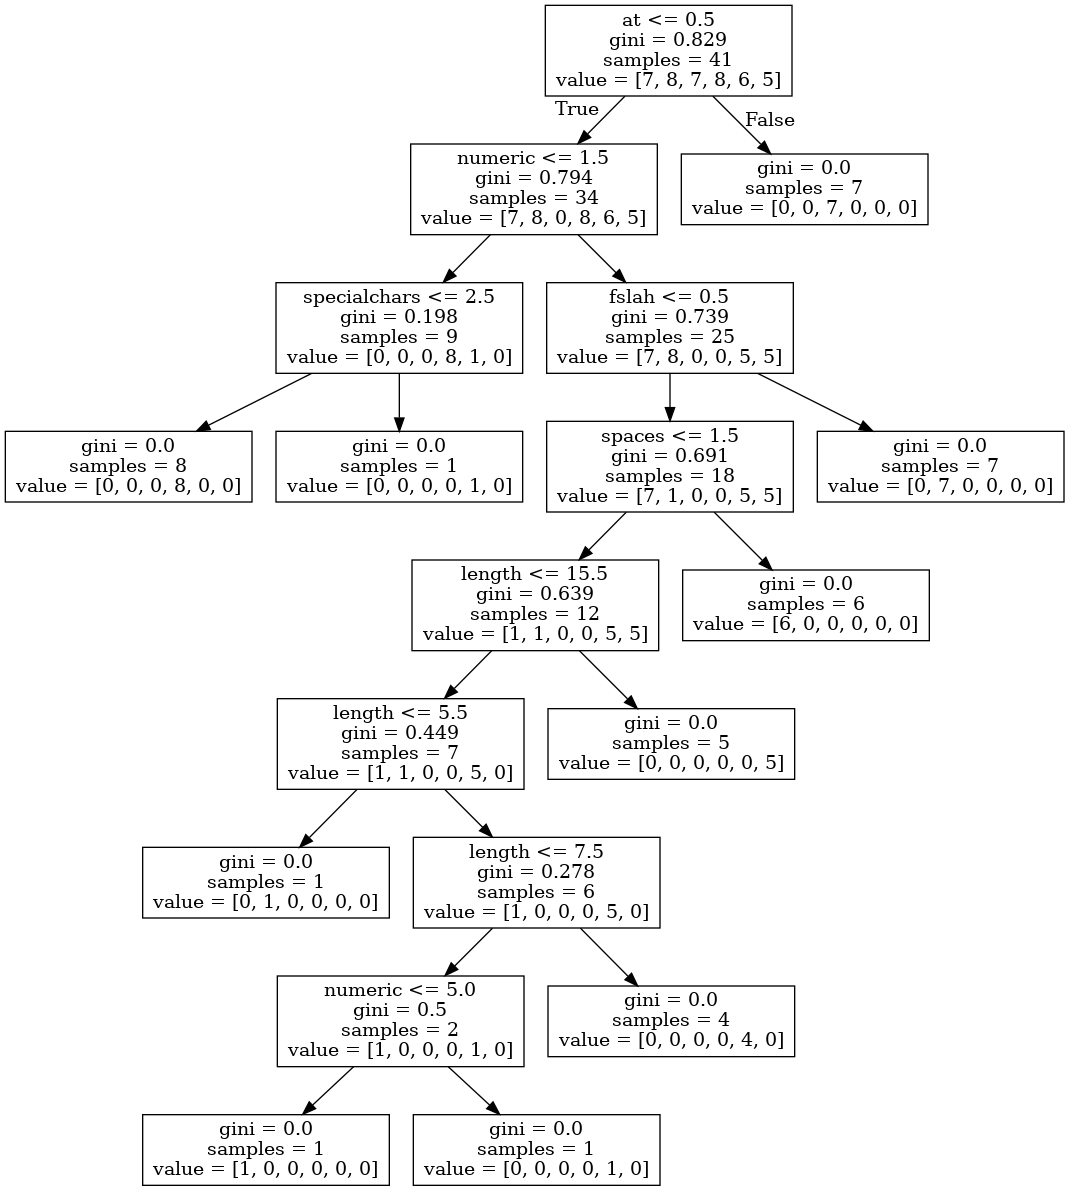 at <= 0.5
gini = 0.829
samples = 41
value = [7, 8, 7, 8, 6, 5]
True
False
numeric <= 1.5
gini = 0.794
samples = 34
value = [7, 8, 0, 8, 6, 5]
gini = 0.0
samples = 7
value = [0, 0, 7, 0, 0, 0]
specialchars <= 2.5
gini = 0.198
samples = 9
value = [0, 0, 0, 8, 1, 0]
fslah <= 0.5
gini = 0.739
samples = 25
value = [7, 8, 0, 0, 5, 5]
gini = 0.0
samples = 8
value = [0, 0, 0, 8, 0, 0]
gini = 0.0
samples = 1
value = [0, 0, 0, 0, 1, 0]
spaces <= 1.5
gini = 0.691
samples = 18
value = [7, 1, 0, 0, 5, 5]
gini = 0.0
samples = 7
value = [0, 7, 0, 0, 0, 0]
length <= 15.5
gini = 0.639
samples = 12
value = [1, 1, 0, 0, 5, 5]
gini = 0.0
samples = 6
value = [6, 0, 0, 0, 0, 0]
length <= 5.5
gini = 0.449
samples = 7
value = [1, 1, 0, 0, 5, 0]
gini = 0.0
samples = 5
value = [0, 0, 0, 0, 0, 5]
gini = 0.0
samples = 1
value = [0, 1, 0, 0, 0, 0]
length <= 7.5
gini = 0.278
samples = 6
value = [1, 0, 0, 0, 5, 0]
numeric <= 5.0
gini = 0.5
samples = 2
value = [1, 0, 0, 0, 1, 0]
gini = 0.0
samples = 4
value = [0, 0, 0, 0, 4, 0]
gini = 0.0
samples = 1
value = [1, 0, 0, 0, 0, 0]
gini = 0.0
samples = 1
value = [0, 0, 0, 0, 1, 0]